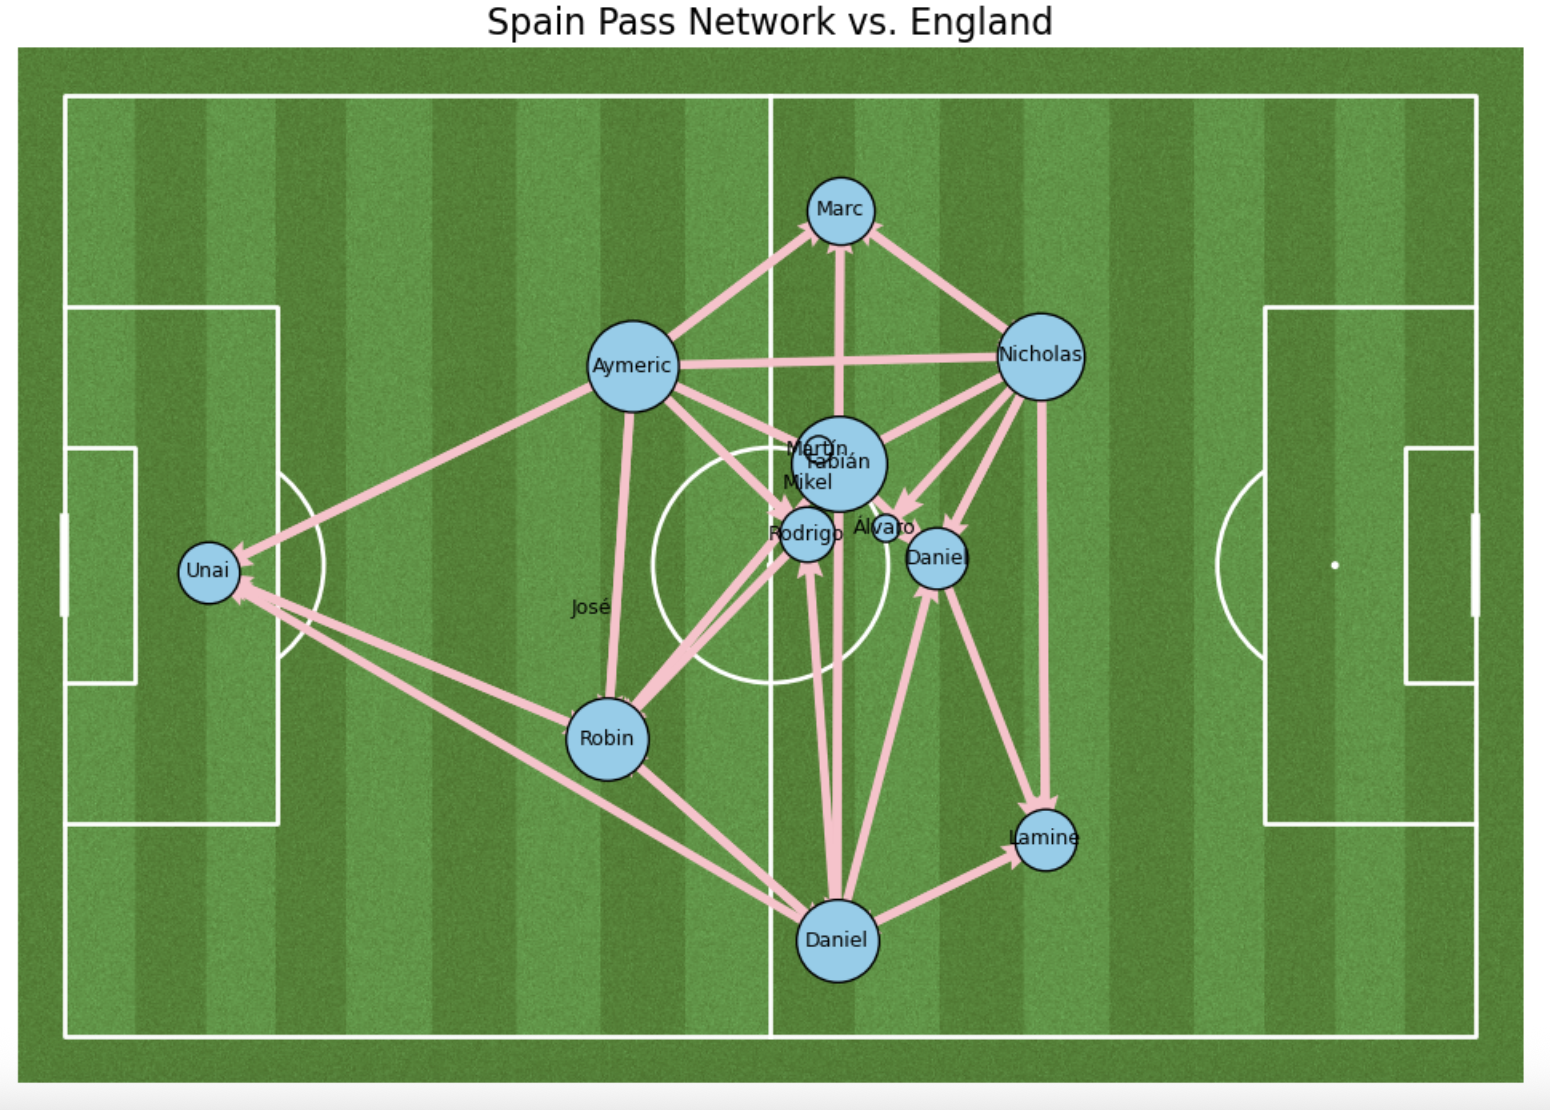 Spain Pass Network vs. England
Marc
Nicholas
Aymeric
Martín
Fabián
Mikel
Álvaro
Rodrigo
Daniel
Unai
José
Robin
Lamine
Daniel